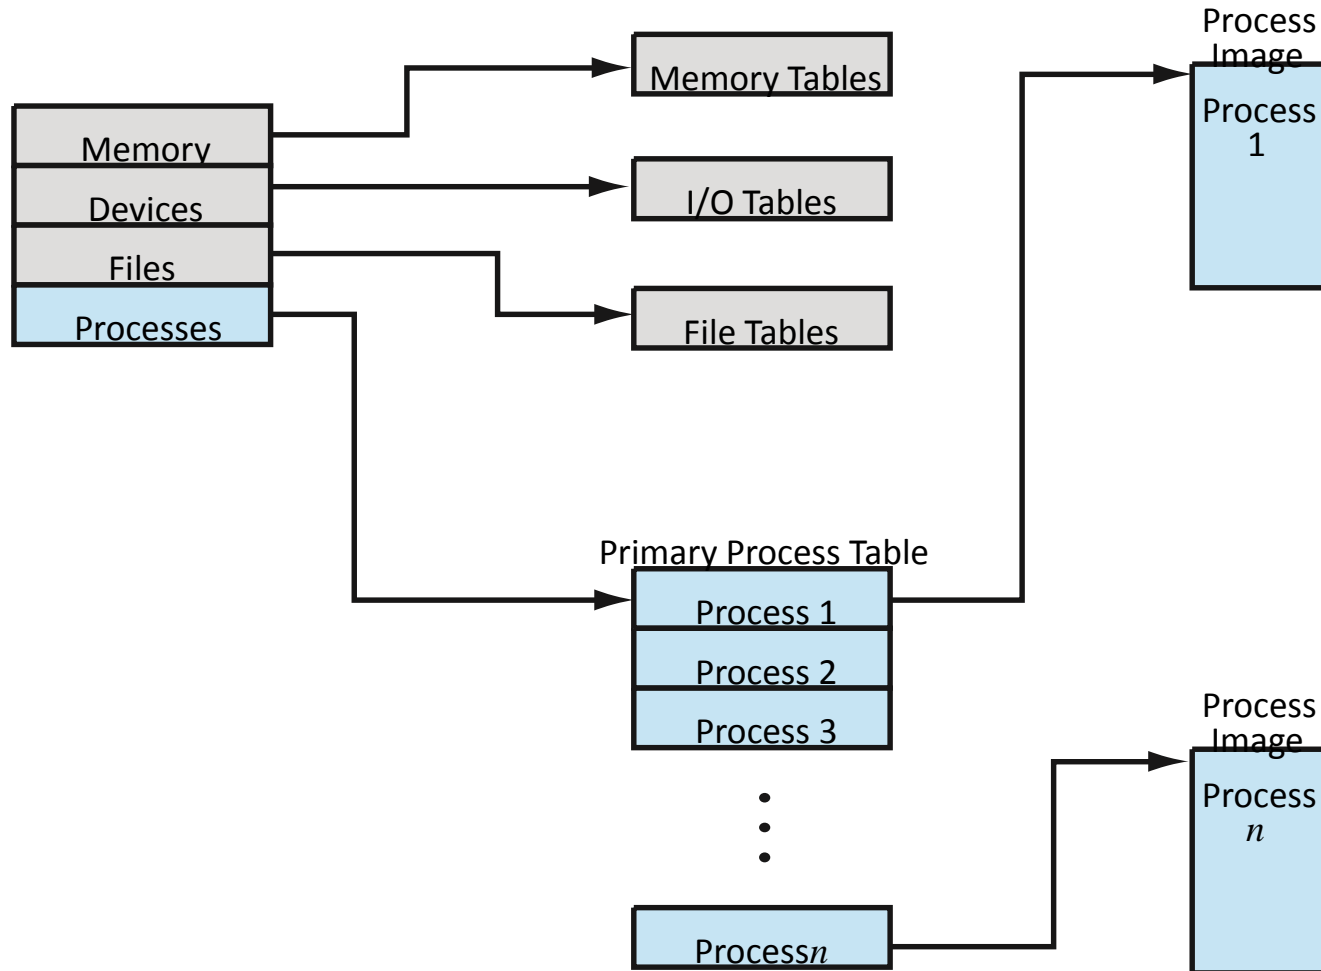 Memory
Devices
Files
Processes
Memory Tables
I/O Tables
File Tables
Primary Process Table
Process 1
Process 2
Process 3
Process n
Process
Image
Process
1
Process
Image
Process
n